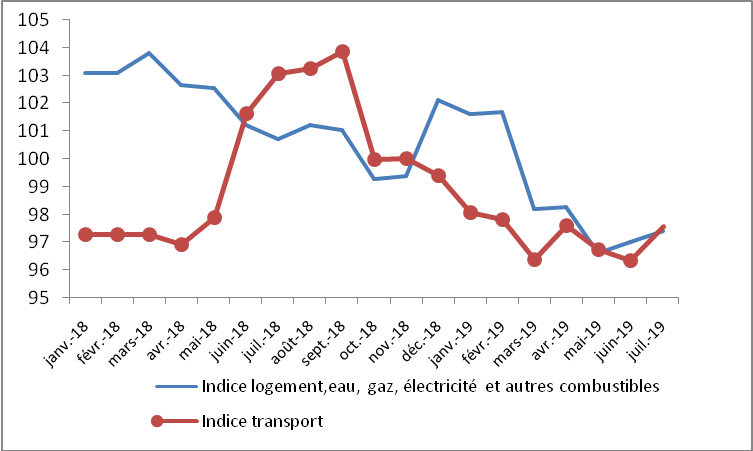 105
104
103
102
101
100
99
98
97
96
95
janv.-18
févr.-18
mars-18
avr.-18
mai-18
juin-18
juil.-18
août-18
sept.-18
oct.-18
nov.-18
déc.-18
janv.-19
févr.-19
mars-19
avr.-19
mai-19
juin-19
juil.-19
Indice logement,eau, gaz, électricité et autres combustibles
Indice transport